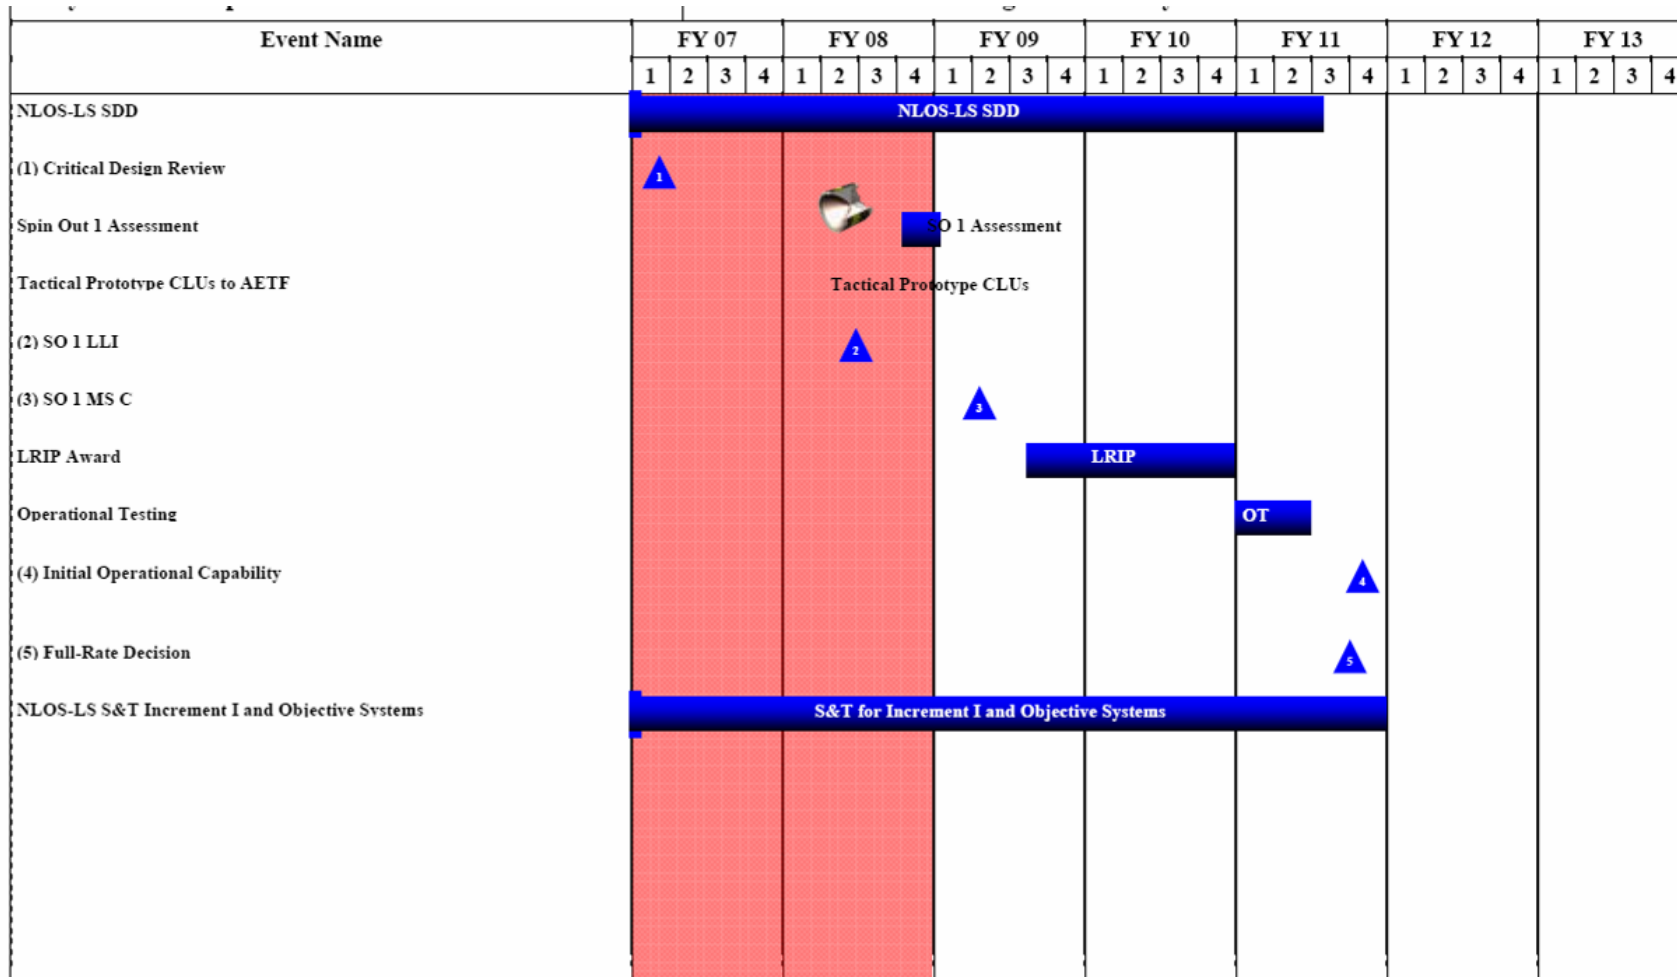 Event Name FY 07 FY 08 FY 09 FY 10 FY 11 FY 12 FY 13
1 2 3 4 1 2 3 4 1 2 3 4 1 2 3 4 1 2 3 4 1 2 3 4 1 2 3 4
NLOS-LS SDD NLOS-LS SDD
(1) Critical Design Review 1
Spin Out 1 Assessment SO 1 Assessment
Tactical Prototype CLUs to AETF Tactical Prototype CLUs
(2) SO 1 LLI 2
(3) SO 1 MS C 3
LRIP Award LRIP
Operational Testing OT
(4) Initial Operational Capability 4
(5) Full-Rate Decision 5
NLOS-LS S&T Increment I and Objective Systems S&T for Increment I and Objective Systems